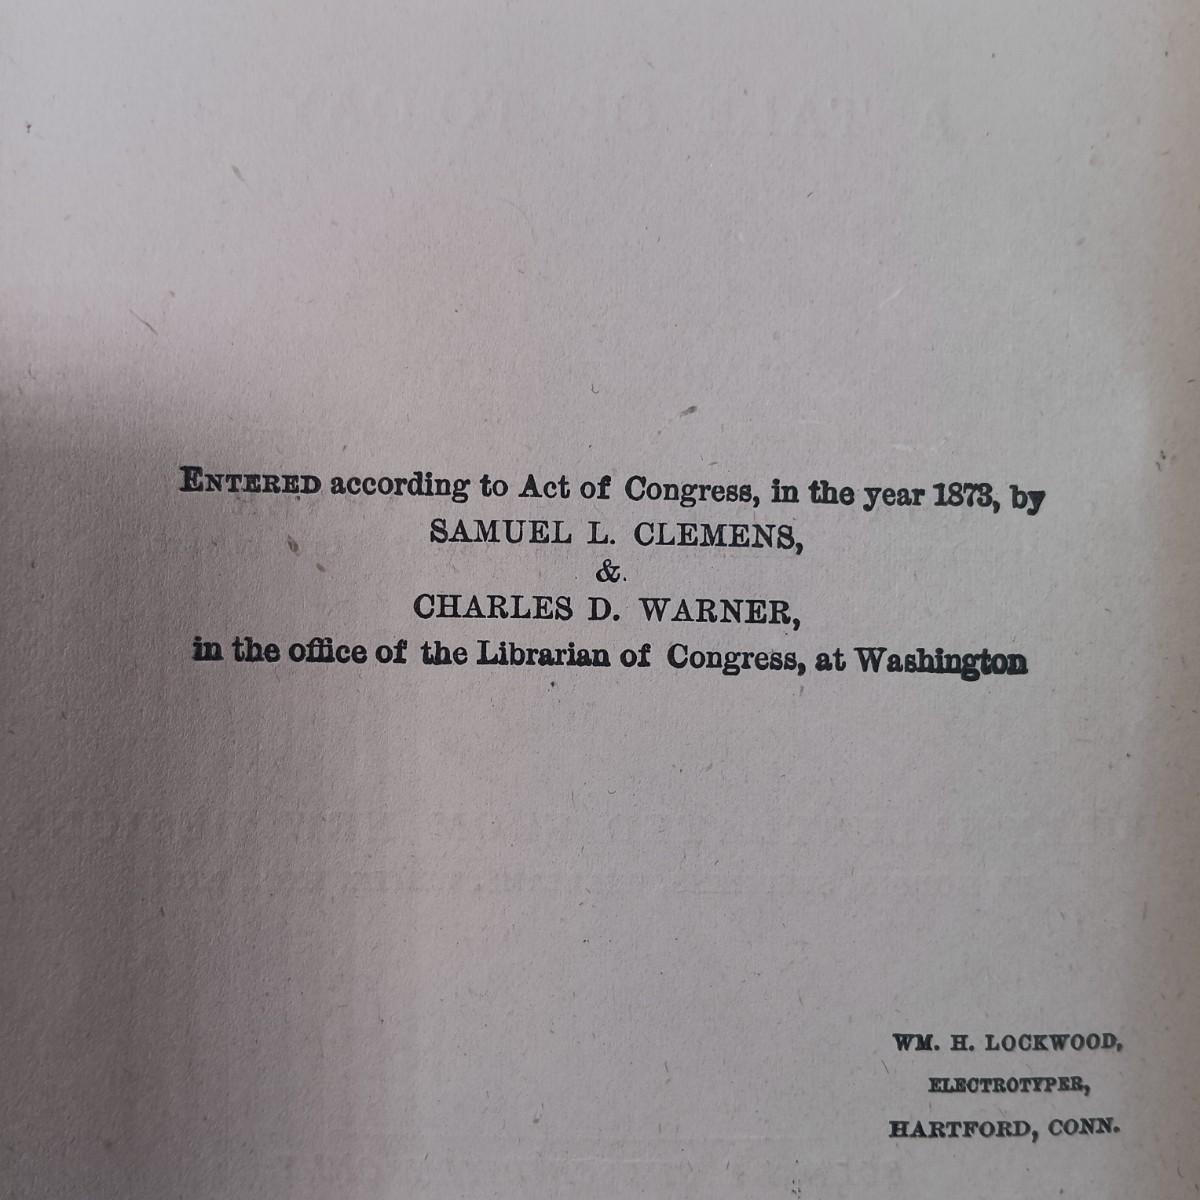 ENTERED according to Act of Congress, in the year 1873, by
SAMUEL L. CLEMENS,
&.
CHARLES D. WARNER,
in the office of the Librarian of Congress, at Washington
WM. H. LOCKWOOD,
ELECTROTYPER,
HARTFORD, CONN.